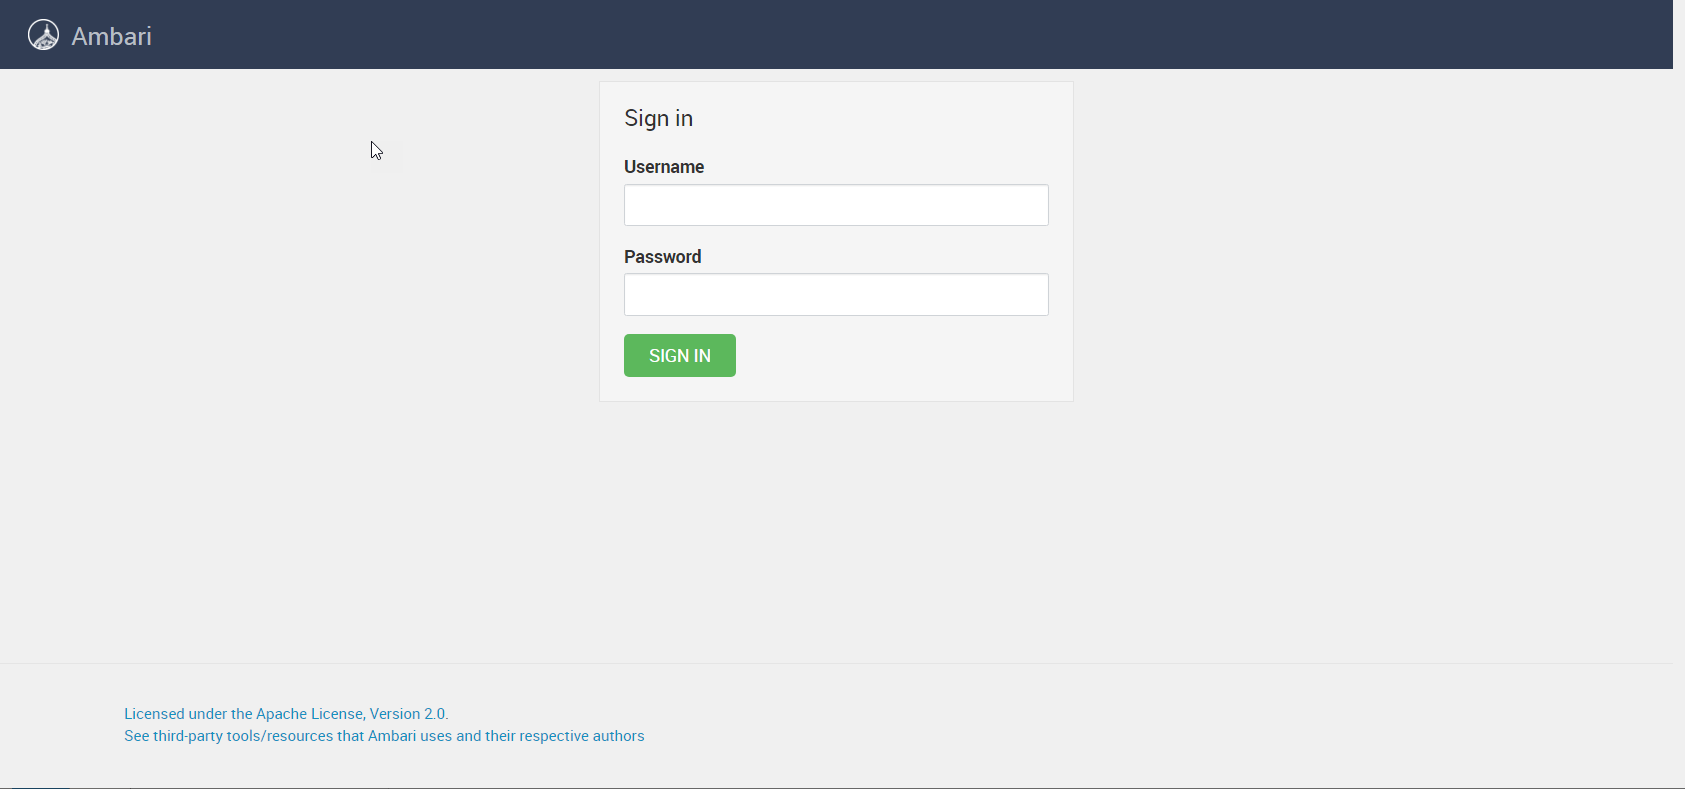 Ambari
Sign in
Username
Password
SIGN IN
Licensed under the Apache License, Version 2.0.
See third-party tools/resources that Ambari uses and their respective authors